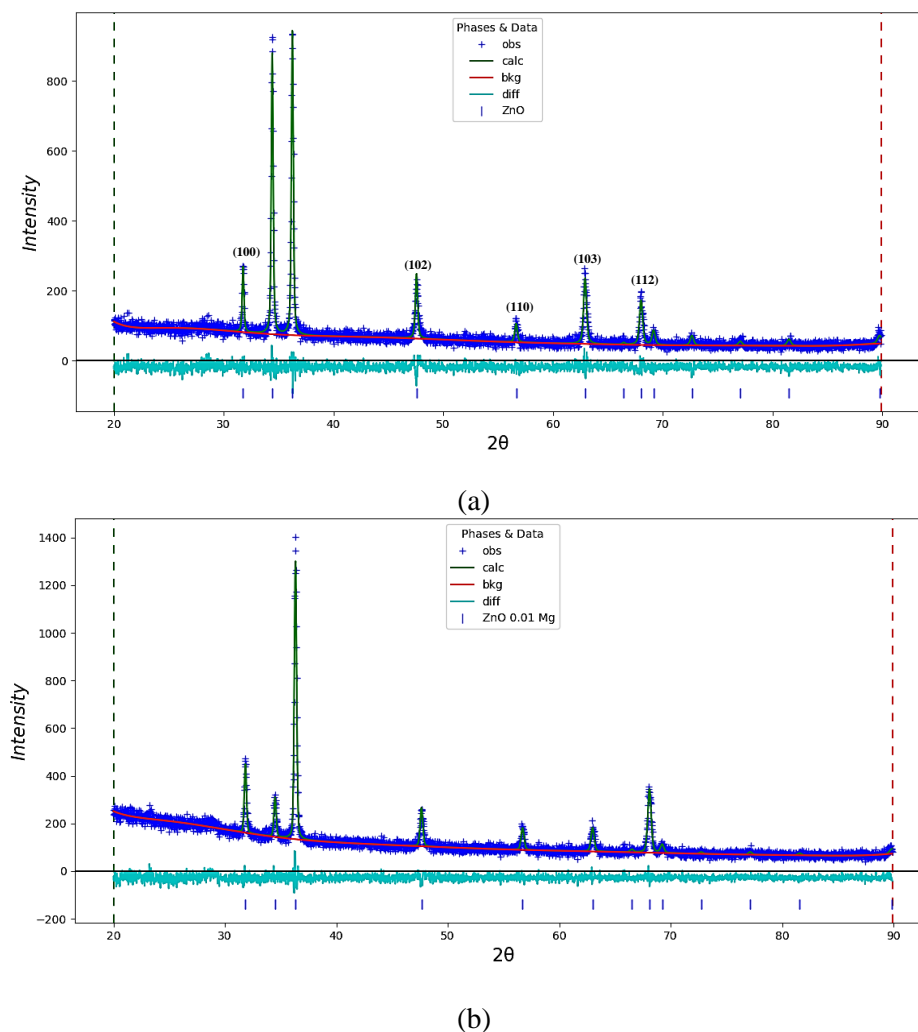 Phases & Data
obs
calc
bkg
diff
ZnO
Intensity
800
600
400
200
0
(100)
(102)
(110)
(103)
(112)
20
30
40
50
60
70
80
90
2θ
(a)
Phases & Data
obs
calc
bkg
diff
ZnO 0.01 Mg
Intensity
1400
1200
1000
800
600
400
200
0
−200
20
30
40
50
60
70
80
90
2θ
(b)